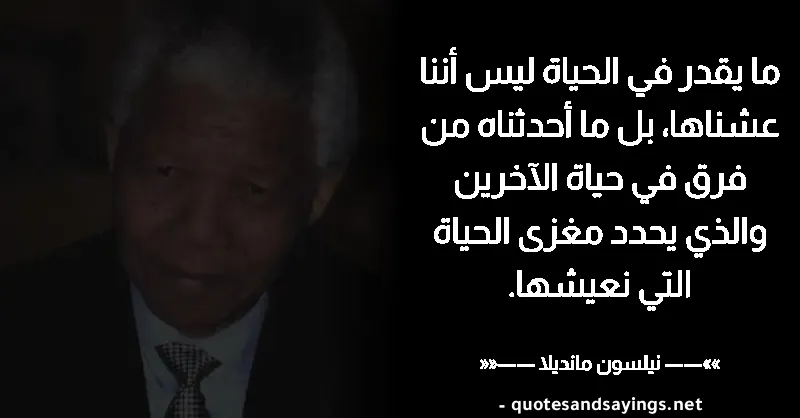 ما يقدر في الحياة ليس أننا
عشناها، بل ما أحدثناه من
فرق في حياة الآخرين
والذي يحدد مغزى الحياة
التي نعيشها.
»»—— نيلسون مانديلا ——««
- quotesandsayings.net